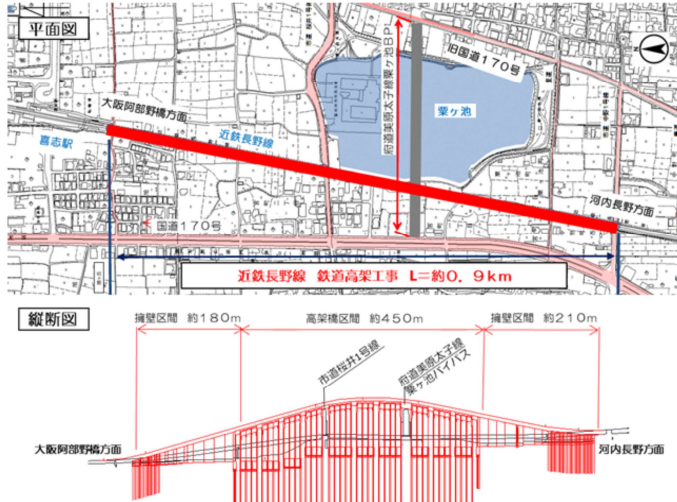 平面図
旧国道170号
大阪阿部野橋方面
府道美原太子線粟ヶ池BP
粟ヶ池
近鉄長野線
喜志駅
河内長野方面
国道170号
近鉄長野線 鉄道高架工事 L=約0.9km
縦断図
擁壁区間 約180m
高架橋区間 約450m
擁壁区間 約210m
市道桜井1号線
府道美原太子線
粟ヶ池バイパス
大阪阿部野橋方面
河内長野方面